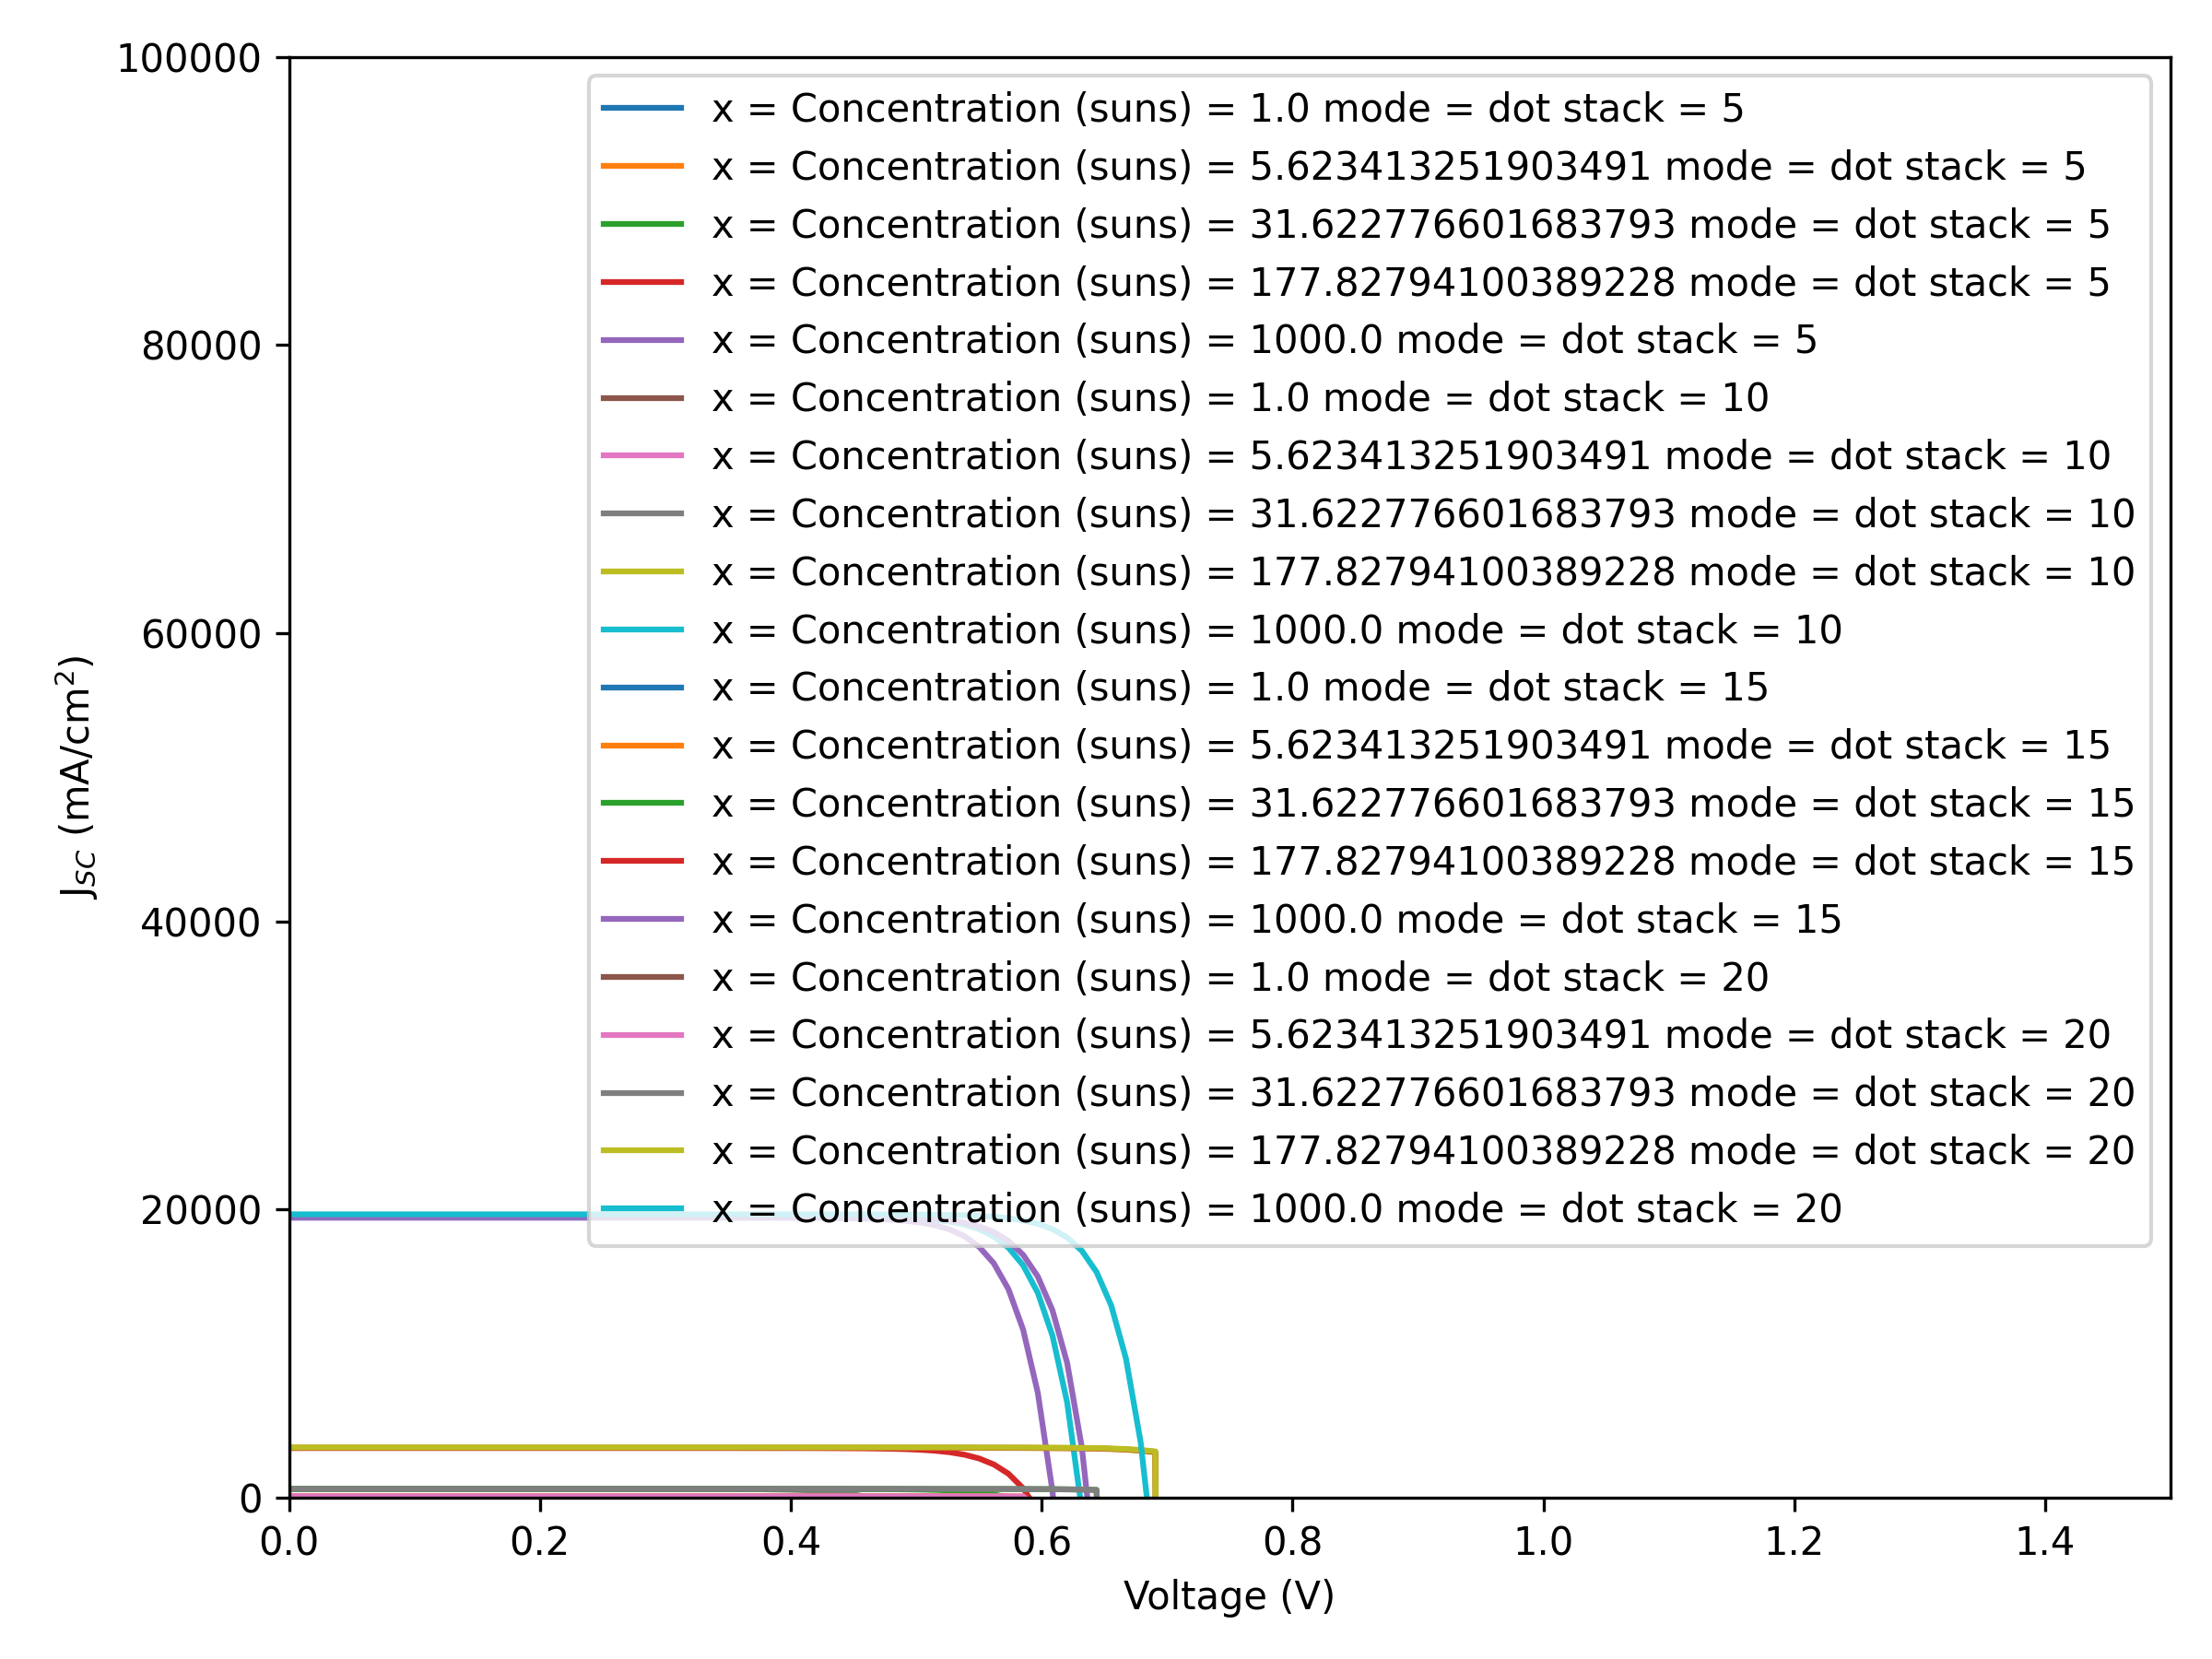 100000
80000
60000
40000
20000
0
J_SC (mA/cm²)
x = Concentration (suns) = 1.0 mode = dot stack = 5
x = Concentration (suns) = 5.623413251903491 mode = dot stack = 5
x = Concentration (suns) = 31.622776601683793 mode = dot stack = 5
x = Concentration (suns) = 177.82794100389228 mode = dot stack = 5
x = Concentration (suns) = 1000.0 mode = dot stack = 5
x = Concentration (suns) = 1.0 mode = dot stack = 10
x = Concentration (suns) = 5.623413251903491 mode = dot stack = 10
x = Concentration (suns) = 31.622776601683793 mode = dot stack = 10
x = Concentration (suns) = 177.82794100389228 mode = dot stack = 10
x = Concentration (suns) = 1000.0 mode = dot stack = 10
x = Concentration (suns) = 1.0 mode = dot stack = 15
x = Concentration (suns) = 5.623413251903491 mode = dot stack = 15
x = Concentration (suns) = 31.622776601683793 mode = dot stack = 15
x = Concentration (suns) = 177.82794100389228 mode = dot stack = 15
x = Concentration (suns) = 1000.0 mode = dot stack = 15
x = Concentration (suns) = 1.0 mode = dot stack = 20
x = Concentration (suns) = 5.623413251903491 mode = dot stack = 20
x = Concentration (suns) = 31.622776601683793 mode = dot stack = 20
x = Concentration (suns) = 177.82794100389228 mode = dot stack = 20
x = Concentration (suns) = 1000.0 mode = dot stack = 20
0.0 0.2 0.4 0.6 0.8 1.0 1.2 1.4
Voltage (V)